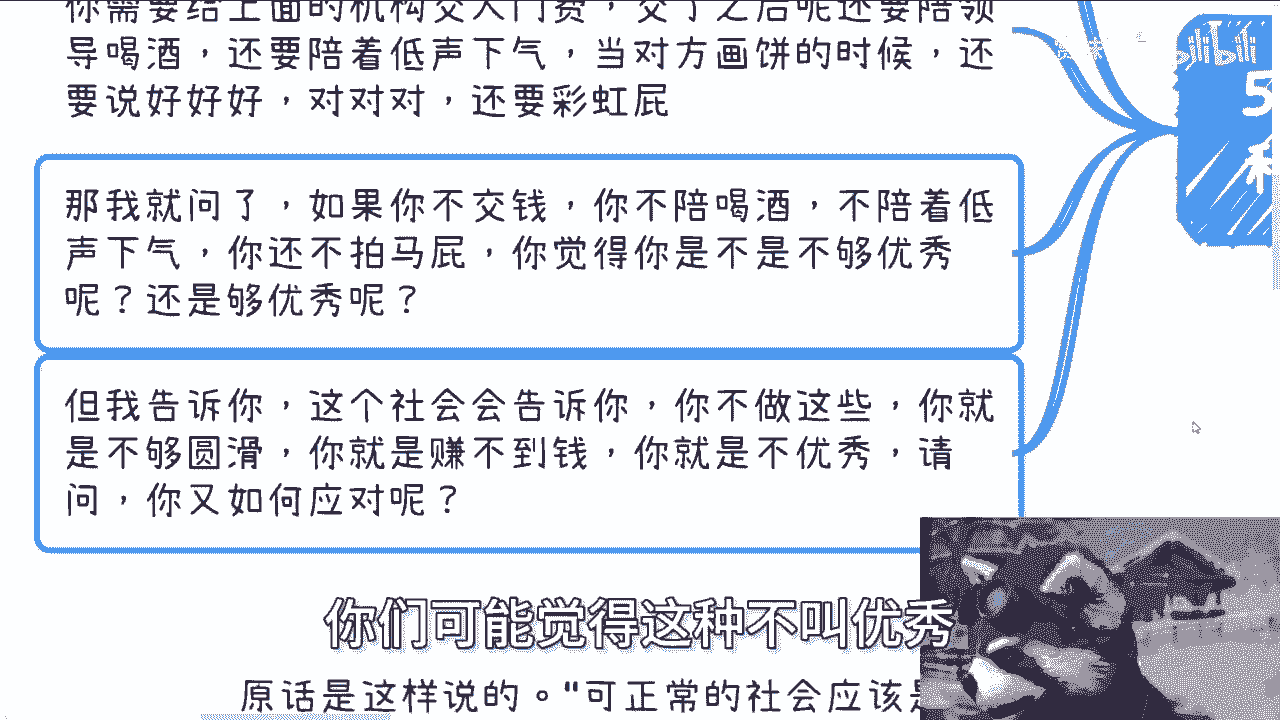 你需要给上面的机构交入门费，交了之后呢还要陪领
导喝酒，还要陪着低声下气，当对方画饼的时候，还
要说好好好，对对对，还要彩虹屁
那我就问了，如果你不交钱，你不陪喝酒，不陪着低
声下气，你还不拍马屁，你觉得你是不是不够优秀
呢？还是够优秀呢？
但我告诉你，这个社会会告诉你，你不做这些，你就
是不够圆滑，你就是赚不到钱，你就是不优秀，请
问，你又如何应对呢？
bilibili
5
你们可能觉得这种不叫优秀
原话是这样说的。"可正常的社会应该是